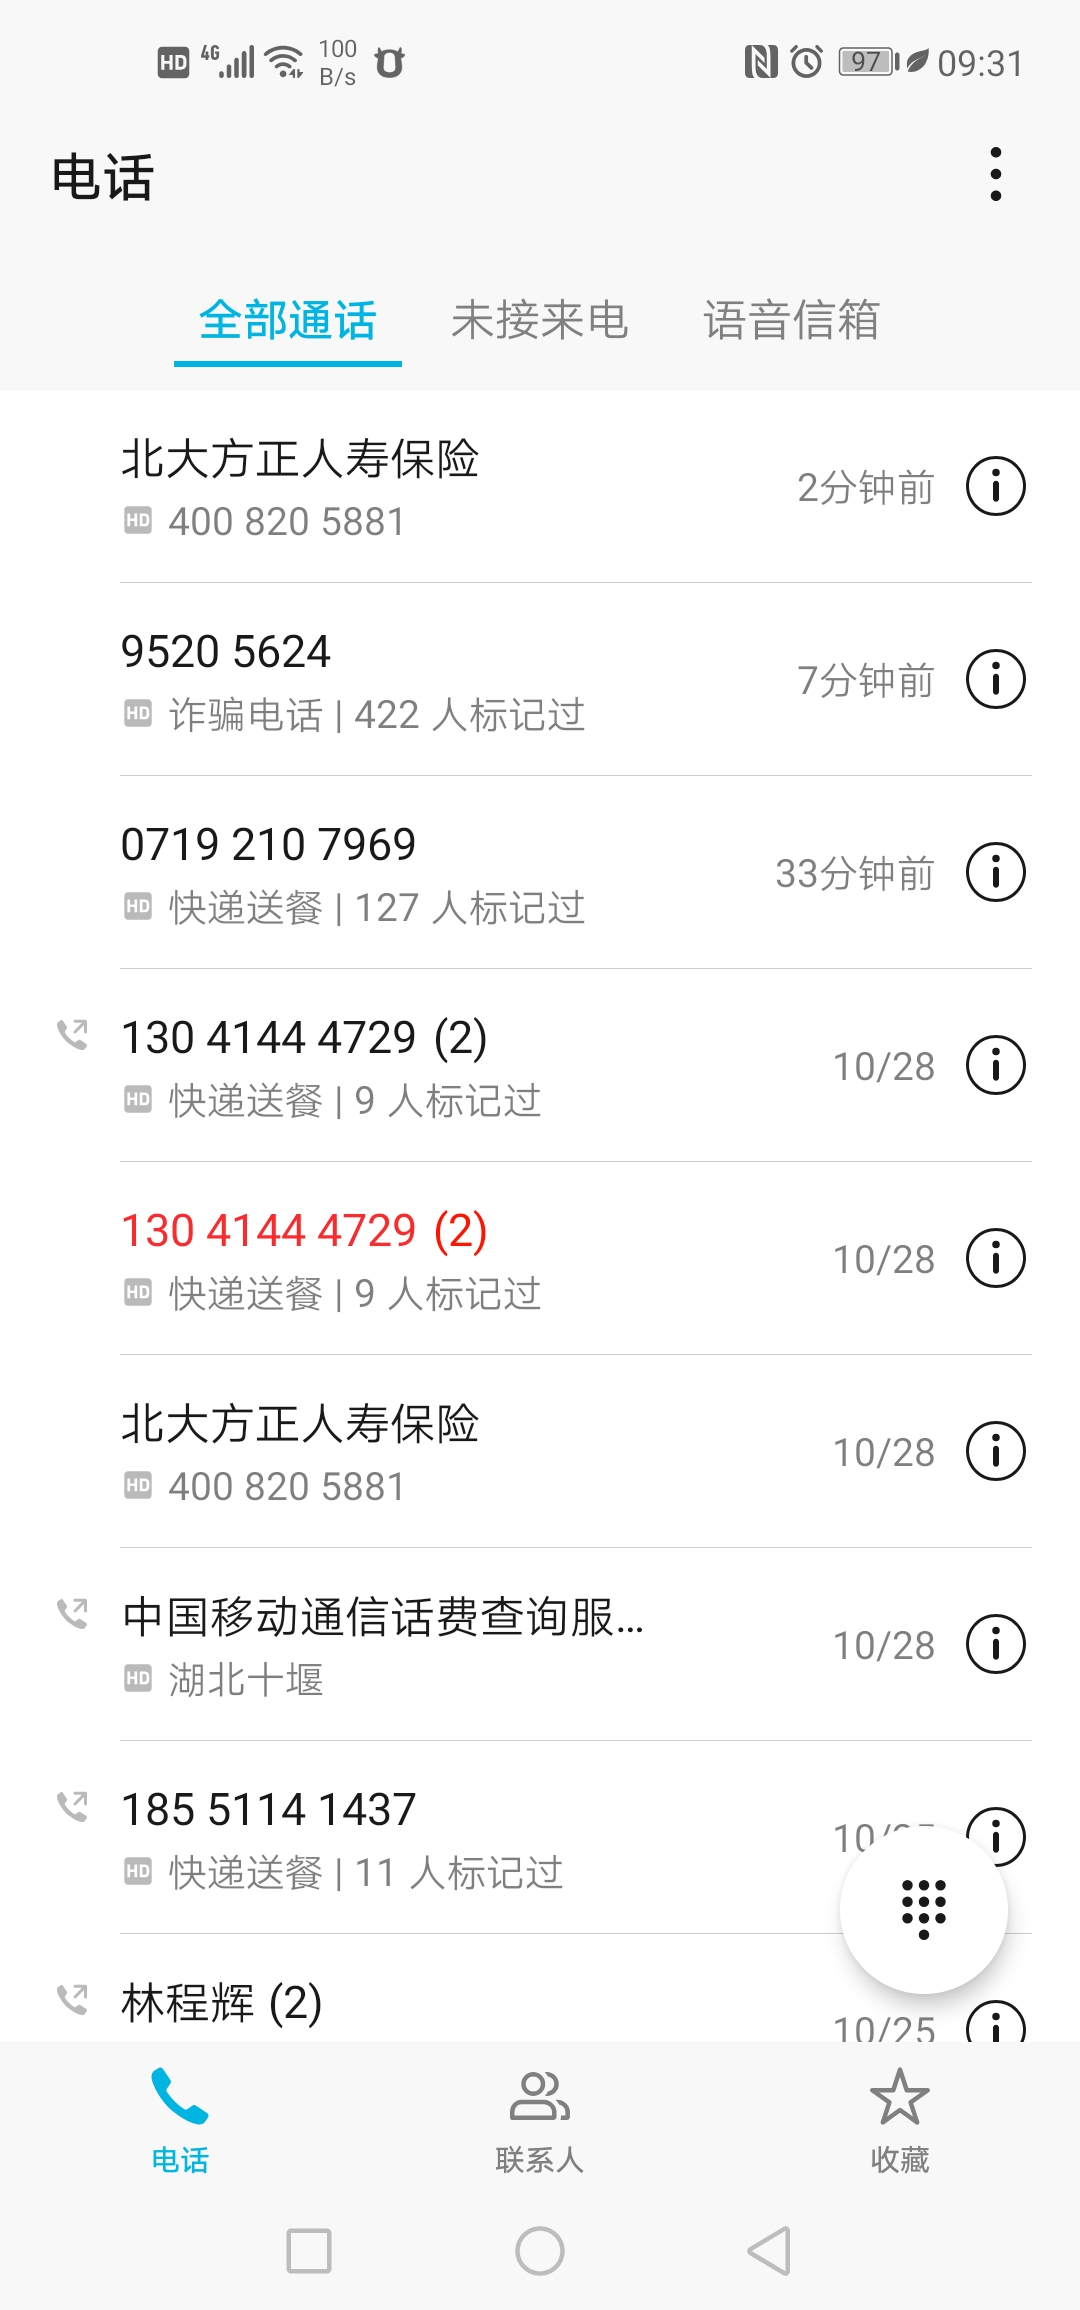 HD 4G 100 B/s 97 09:31
电话
全部通话 未接来电 语音信箱
北大方正人寿保险
2分钟前
HD 400 820 5881
9520 5624
7分钟前
HD 诈骗电话 | 422 人标记过
0719 210 7969
33分钟前
HD 快递送餐 | 127 人标记过
130 4144 4729 (2)
10/28
HD 快递送餐 | 9 人标记过
130 4144 4729 (2)
10/28
HD 快递送餐 | 9 人标记过
北大方正人寿保险
10/28
HD 400 820 5881
中国移动通信话费查询服...
10/28
HD 湖北十堰
185 5114 1437
HD 快递送餐 | 11 人标记过
林程辉 (2)
10/25
电话 联系人 收藏